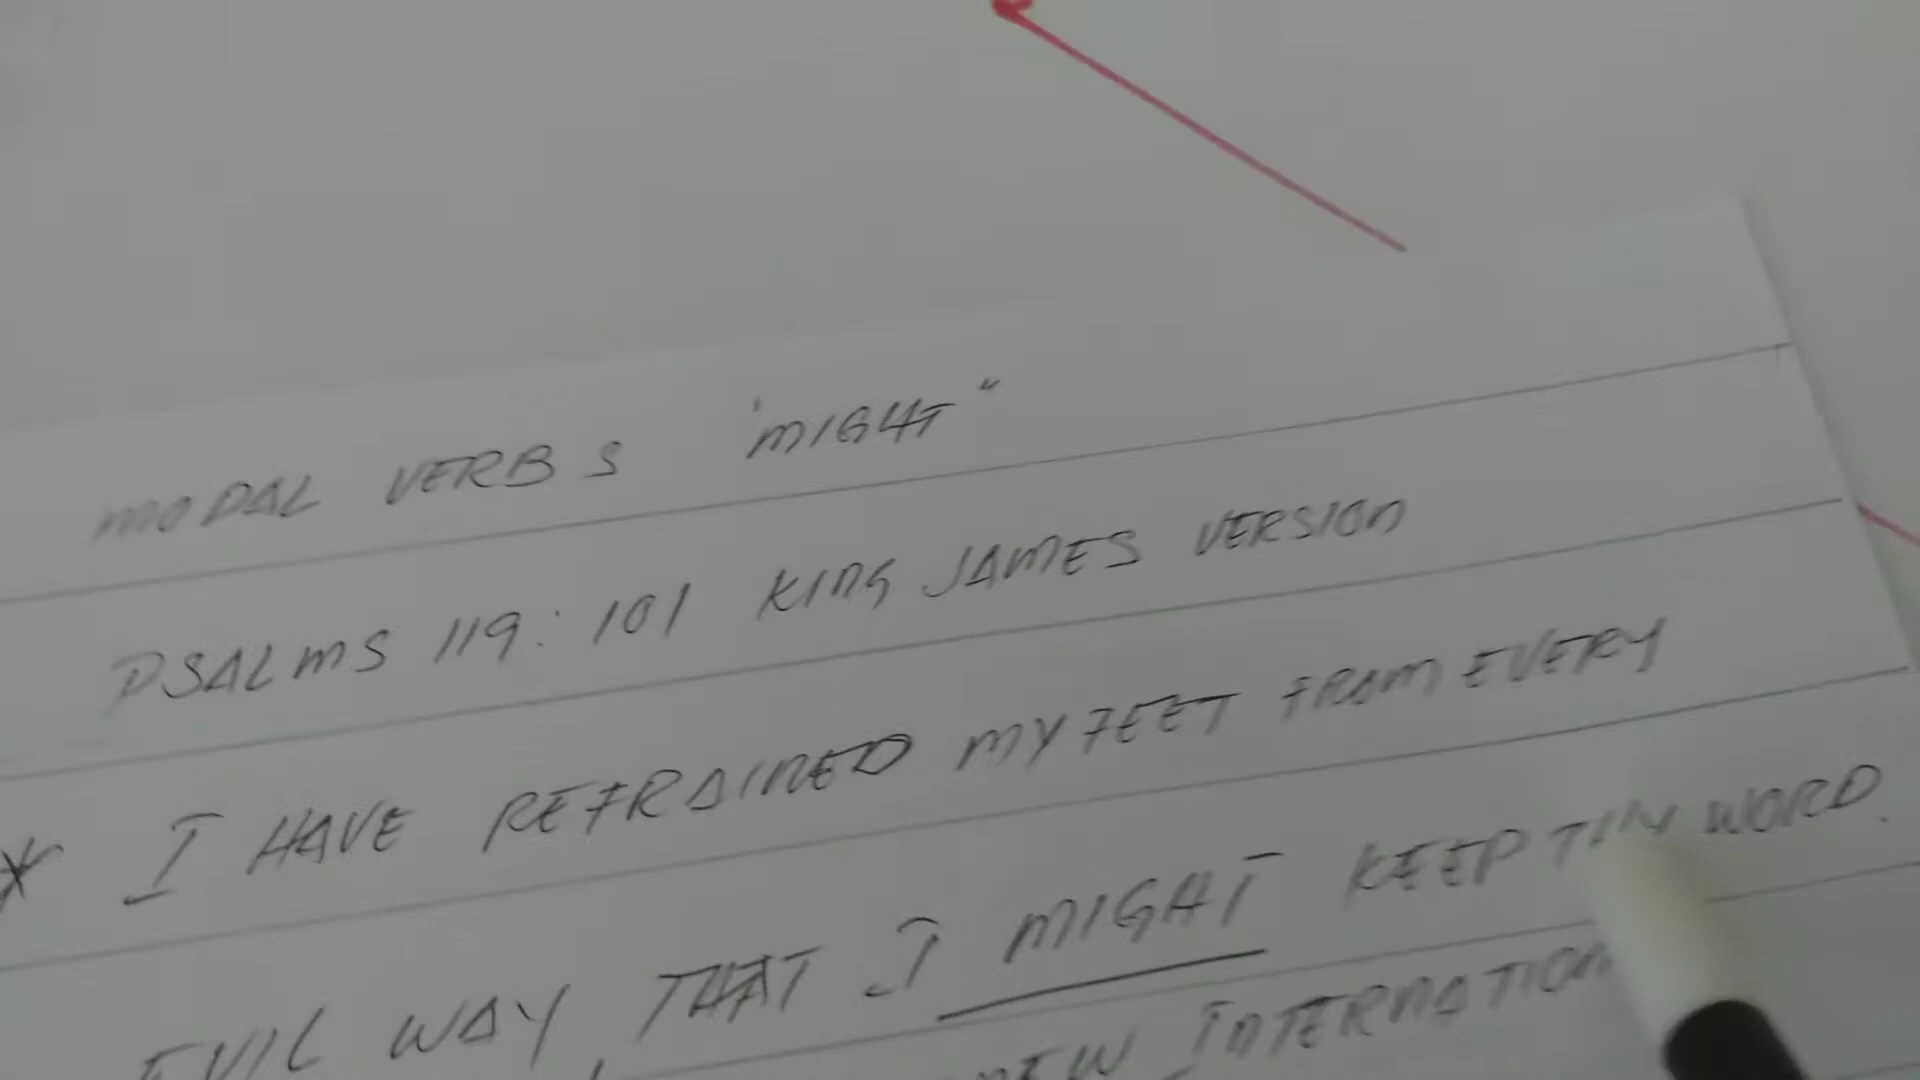 MODAL VERBS "MIGHT"
PSALMS 119:101 KING JAMES VERSION
* I HAVE REFRAINED MY FEET FROM EVERY
EVIL WAY, THAT I MIGHT KEEP THY WORD.
NEW